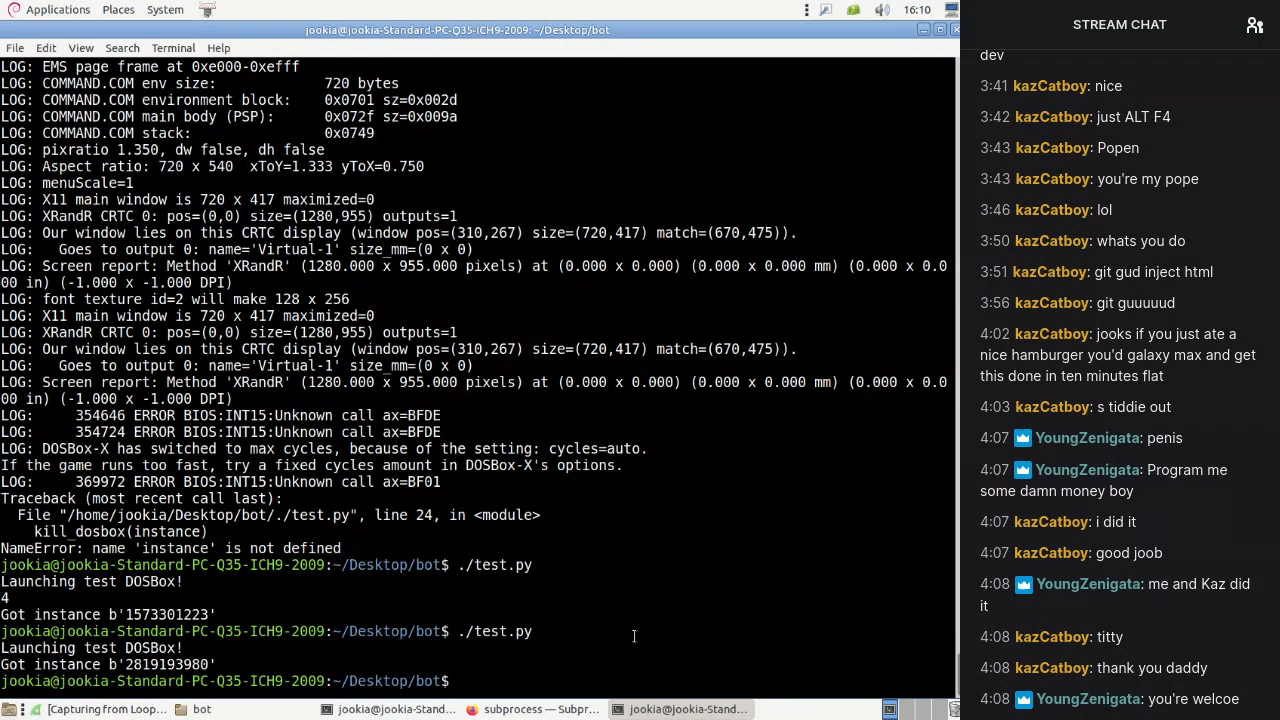 Applications Places System 16:10
jookia@jookia-Standard-PC-Q35-ICH9-2009: ~/Desktop/bot
File Edit View Search Terminal Help
LOG: EMS page frame at 0xe000-0xefff
LOG: COMMAND.COM env size: 720 bytes
LOG: COMMAND.COM environment block: 0x0701 sz=0x002d
LOG: COMMAND.COM main body (PSP): 0x072f sz=0x009a
LOG: COMMAND.COM stack: 0x0749
LOG: pixratio 1.350, dw false, dh false
LOG: Aspect ratio: 720 x 540 xToY=1.333 yToX=0.750
LOG: menuScale=1
LOG: X11 main window is 720 x 417 maximized=0
LOG: XRandR CRTC 0: pos=(0,0) size=(1280,955) outputs=1
LOG: Our window lies on this CRTC display (window pos=(310,267) size=(720,417) match=(670,475)).
LOG: Goes to output 0: name='Virtual-1' size_mm=(0 x 0)
LOG: Screen report: Method 'XRandR' (1280.000 x 955.000 pixels) at (0.000 x 0.000) (0.000 x 0.000 mm) (0.000 x 0.0
00 in) (-1.000 x -1.000 DPI)
LOG: font texture id=2 will make 128 x 256
LOG: X11 main window is 720 x 417 maximized=0
LOG: XRandR CRTC 0: pos=(0,0) size=(1280,955) outputs=1
LOG: Our window lies on this CRTC display (window pos=(310,267) size=(720,417) match=(670,475)).
LOG: Goes to output 0: name='Virtual-1' size_mm=(0 x 0)
LOG: Screen report: Method 'XRandR' (1280.000 x 955.000 pixels) at (0.000 x 0.000) (0.000 x 0.000 mm) (0.000 x 0.0
00 in) (-1.000 x -1.000 DPI)
LOG: 354646 ERROR BIOS:INT15:Unknown call ax=BFDE
LOG: 354724 ERROR BIOS:INT15:Unknown call ax=BFDE
LOG: DOSBox-X has switched to max cycles, because of the setting: cycles=auto.
If the game runs too fast, try a fixed cycles amount in DOSBox-X's options.
LOG: 369972 ERROR BIOS:INT15:Unknown call ax=BF01
Traceback (most recent call last):
File "/home/jookia/Desktop/bot/./test.py", line 24, in <module>
kill_dosbox(instance)
NameError: name 'instance' is not defined
jookia@jookia-Standard-PC-Q35-ICH9-2009:~/Desktop/bot$ ./test.py
Launching test DOSBox!
4
Got instance b'1573301223'
jookia@jookia-Standard-PC-Q35-ICH9-2009:~/Desktop/bot$ ./test.py
Launching test DOSBox!
Got instance b'2819193980'
jookia@jookia-Standard-PC-Q35-ICH9-2009:~/Desktop/bot$
[Capturing from Loop... bot jookia@jookia-Stand... subprocess — Subpr... jookia@jookia-Stand...
STREAM CHAT
dev
3:41 kazCatboy: nice
3:42 kazCatboy: just ALT F4
3:43 kazCatboy: Popen
3:43 kazCatboy: you're my pope
3:46 kazCatboy: lol
3:50 kazCatboy: whats you do
3:51 kazCatboy: git gud inject html
3:56 kazCatboy: git guuuuud
4:02 kazCatboy: jooks if you just ate a
nice hamburger you'd galaxy max and get
this done in ten minutes flat
4:03 kazCatboy: s tiddie out
4:07 YoungZenigata: penis
4:07 YoungZenigata: Program me
some damn money boy
4:07 kazCatboy: i did it
4:07 kazCatboy: good joob
4:08 YoungZenigata: me and Kaz did
it
4:08 kazCatboy: titty
4:08 kazCatboy: thank you daddy
4:08 YoungZenigata: you're welcoe